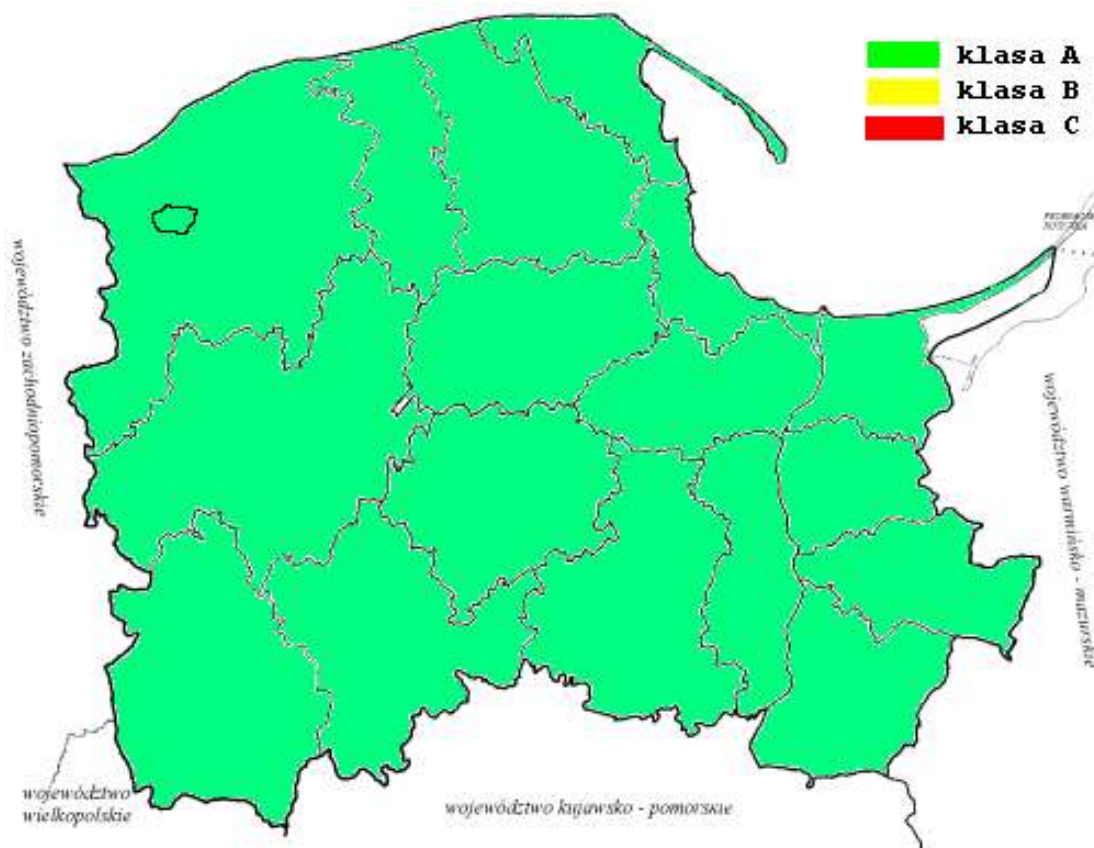 klasa A
klasa B
klasa C
województwo zachodniopomorskie
województwo warmińsko - mazurskie
województwo
wielkopolskie
województwo kujawsko - pomorskie